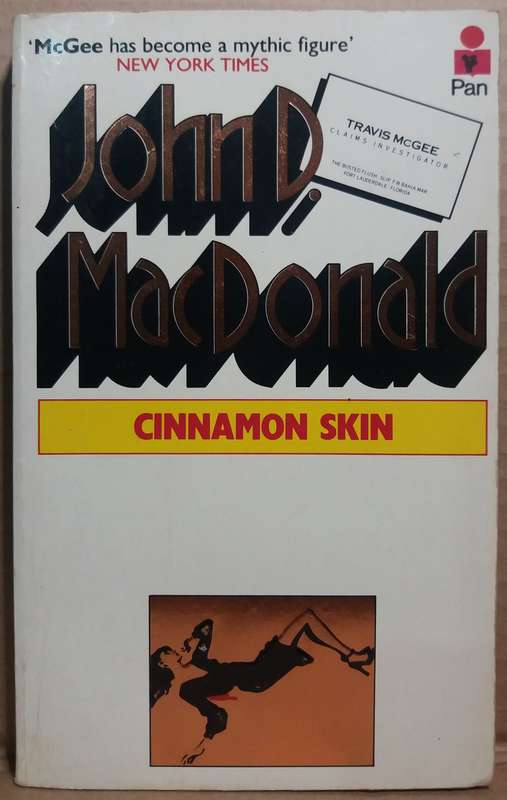 'McGee has become a mythic figure'
NEW YORK TIMES
Pan
John D.
MacDonald
TRAVIS McGEE
CLAIMS INVESTIGATOR
THE BUSTED FLUSH. SLIP F.18 BAHIA MAR
FORT LAUDERDALE. FLORIDA
CINNAMON SKIN